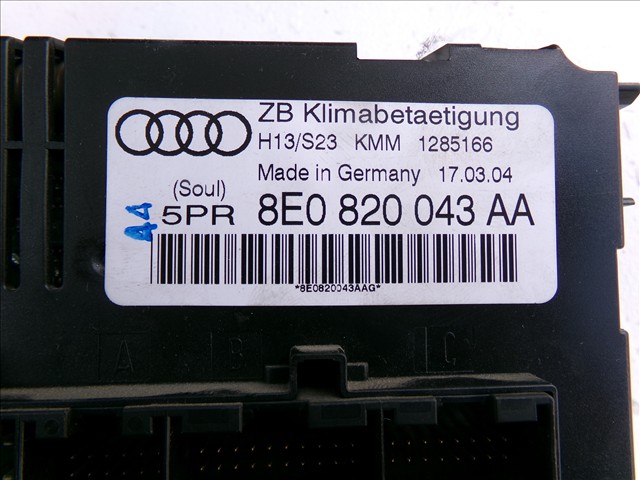 ZB Klimabetaetigung
H13/S23 KMM 1285166
Made in Germany 17.03.04
(Soul)
A4 5PR 8E0 820 043 AA
*8E0820043AAG*
A B C